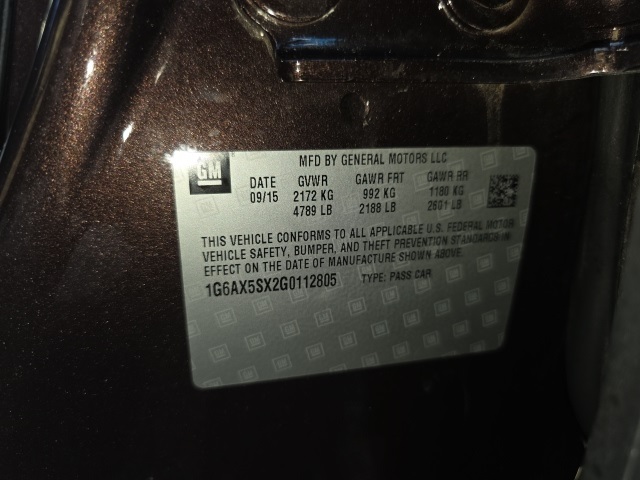 GM
MFD BY GENERAL MOTORS LLC
DATE GVWR GAWR FRT GAWR RR
09/15 2172 KG 992 KG 1180 KG
4789 LB 2188 LB 2601 LB
THIS VEHICLE CONFORMS TO ALL APPLICABLE U.S. FEDERAL MOTOR
VEHICLE SAFETY, BUMPER, AND THEFT PREVENTION STANDARDS IN
EFFECT ON THE DATE OF MANUFACTURE SHOWN ABOVE.
1G6AX5SX2G0112805 TYPE: PASS CAR